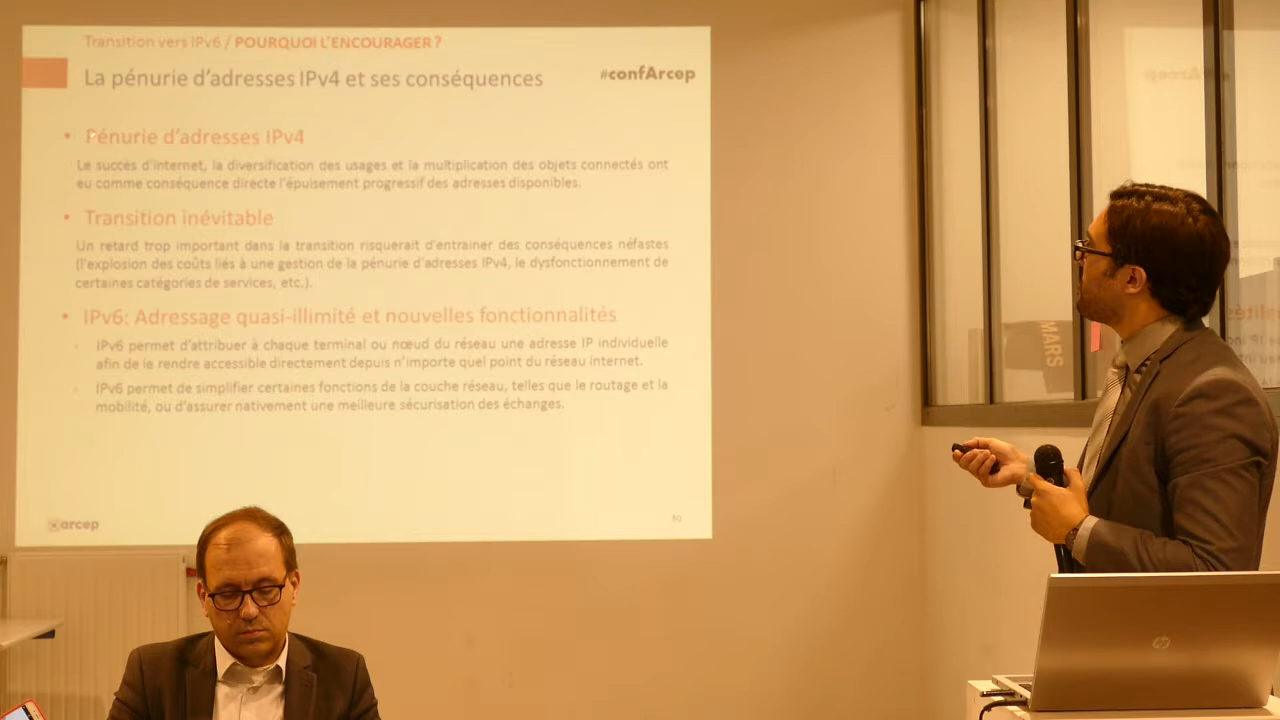 Transition vers IPv6 / POURQUOI L'ENCOURAGER ?
La pénurie d'adresses IPv4 et ses conséquences
#confArcep
• Pénurie d'adresses IPv4
Le succès d'Internet, la diversification des usages et la multiplication des objets connectés ont
eu comme conséquence directe l'épuisement progressif des adresses disponibles.
• Transition inévitable
Un retard trop important dans la transition risquerait d'entrainer des conséquences néfastes
(l'explosion des coûts liés à une gestion de la pénurie d'adresses IPv4, le dysfonctionnement de
certaines catégories de services, etc.).
• IPv6: Adressage quasi-illimité et nouvelles fonctionnalités
- IPv6 permet d'attribuer à chaque terminal ou nœud du réseau une adresse IP individuelle
afin de le rendre accessible directement depuis n'importe quel point du réseau Internet.
- IPv6 permet de simplifier certaines fonctions de la couche réseau, telles que le routage et la
mobilité, ou d'assurer nativement une meilleure sécurisation des échanges.
arcep
MARS
hp